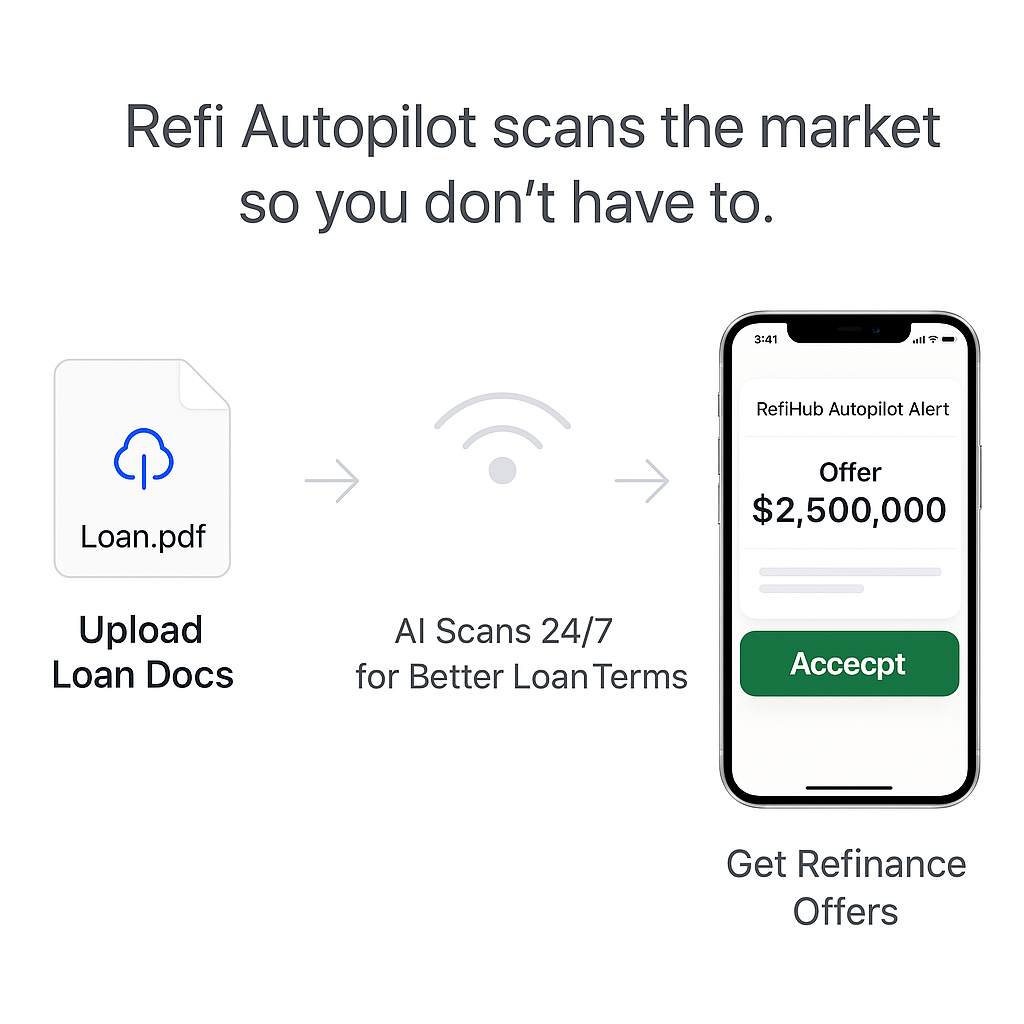 Refi Autopilot scans the market
so you don't have to.
Loan.pdf
Upload
Loan Docs
AI Scans 24/7
for Better Loan Terms
3:41
RefiHub Autopilot Alert
Offer
$2,500,000
Accecpt
Get Refinance
Offers